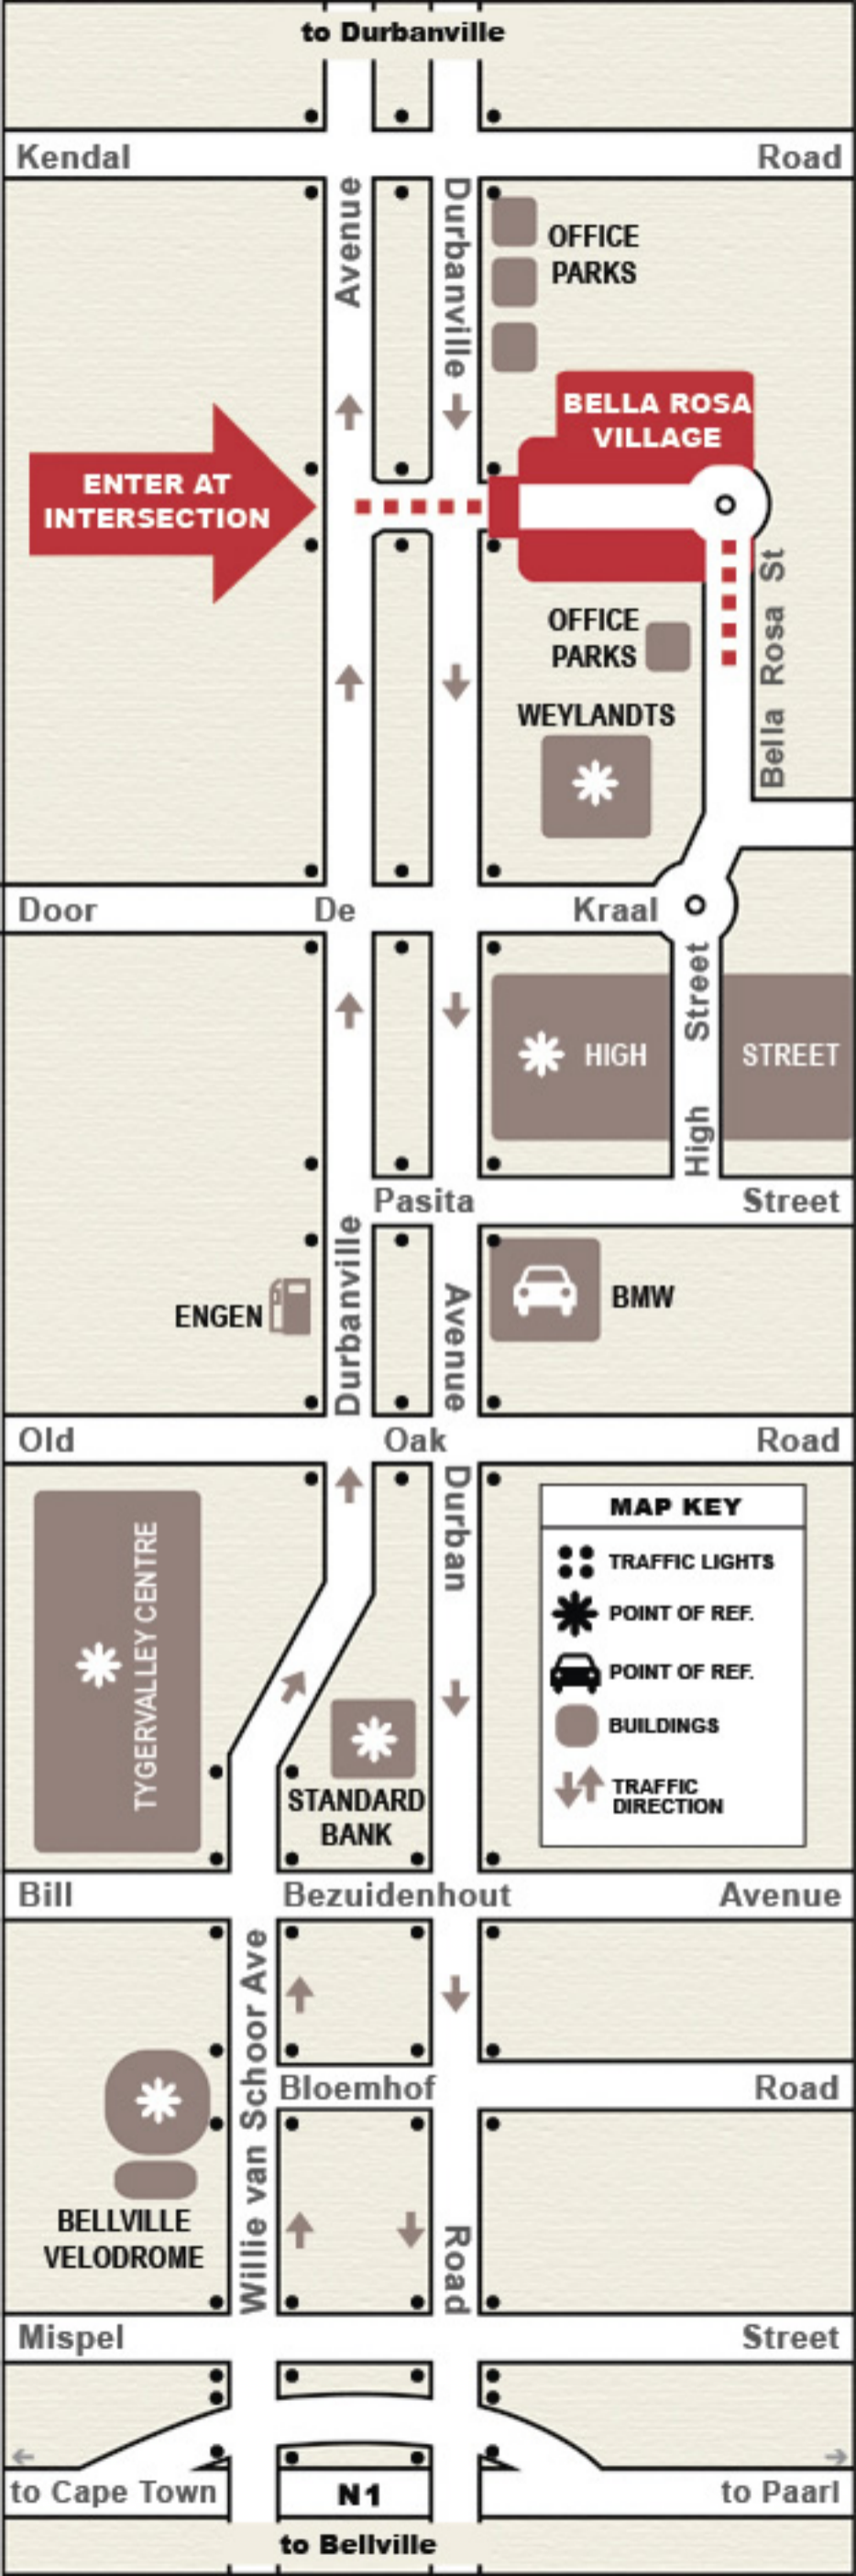 to Durbanville
Kendal Road
Avenue
Durbanville
OFFICE
PARKS
BELLA ROSA
VILLAGE
ENTER AT
INTERSECTION
OFFICE
PARKS
Bella Rosa St
WEYLANDTS
Door De Kraal
High Street
HIGH STREET
Pasita Street
Durbanville
Avenue
ENGEN
BMW
Old Oak Road
Durban
TYGERVALLEY CENTRE
MAP KEY
TRAFFIC LIGHTS
POINT OF REF.
POINT OF REF.
BUILDINGS
TRAFFIC
DIRECTION
STANDARD
BANK
Bill Bezuidenhout Avenue
Willie van Schoor Ave
Bloemhof Road
BELLVILLE
VELODROME
Road
Mispel Street
to Cape Town N1 to Paarl
to Bellville